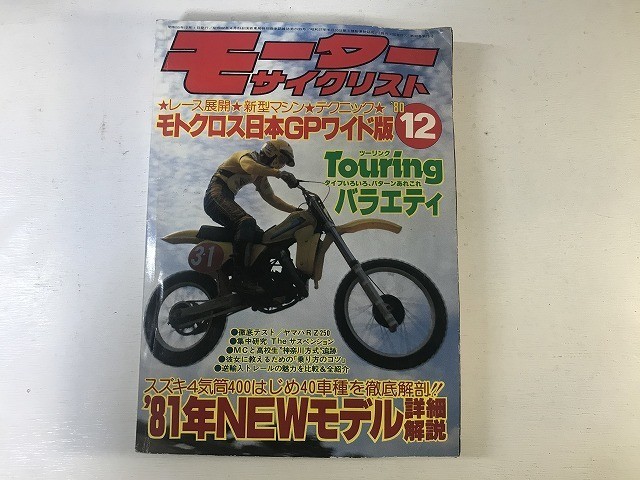 モーター
サイクリスト
★レース展開★新型マシン★テクニック★
モトクロス日本GPワイド版
'80
12
ツーリング
Touring
タイプいろいろ、パターンあれこれ
バラエティ
31
●徹底テスト／ヤマハRZ250
●集中研究 The サスペンション
●MCと高校生"神奈川方式"追跡
●彼女に教えるための「乗り方のコツ」
●逆輸入トレールの魅力を比較&全紹介
スズキ4気筒400はじめ40車種を徹底解剖!!
'81年NEWモデル詳細解説